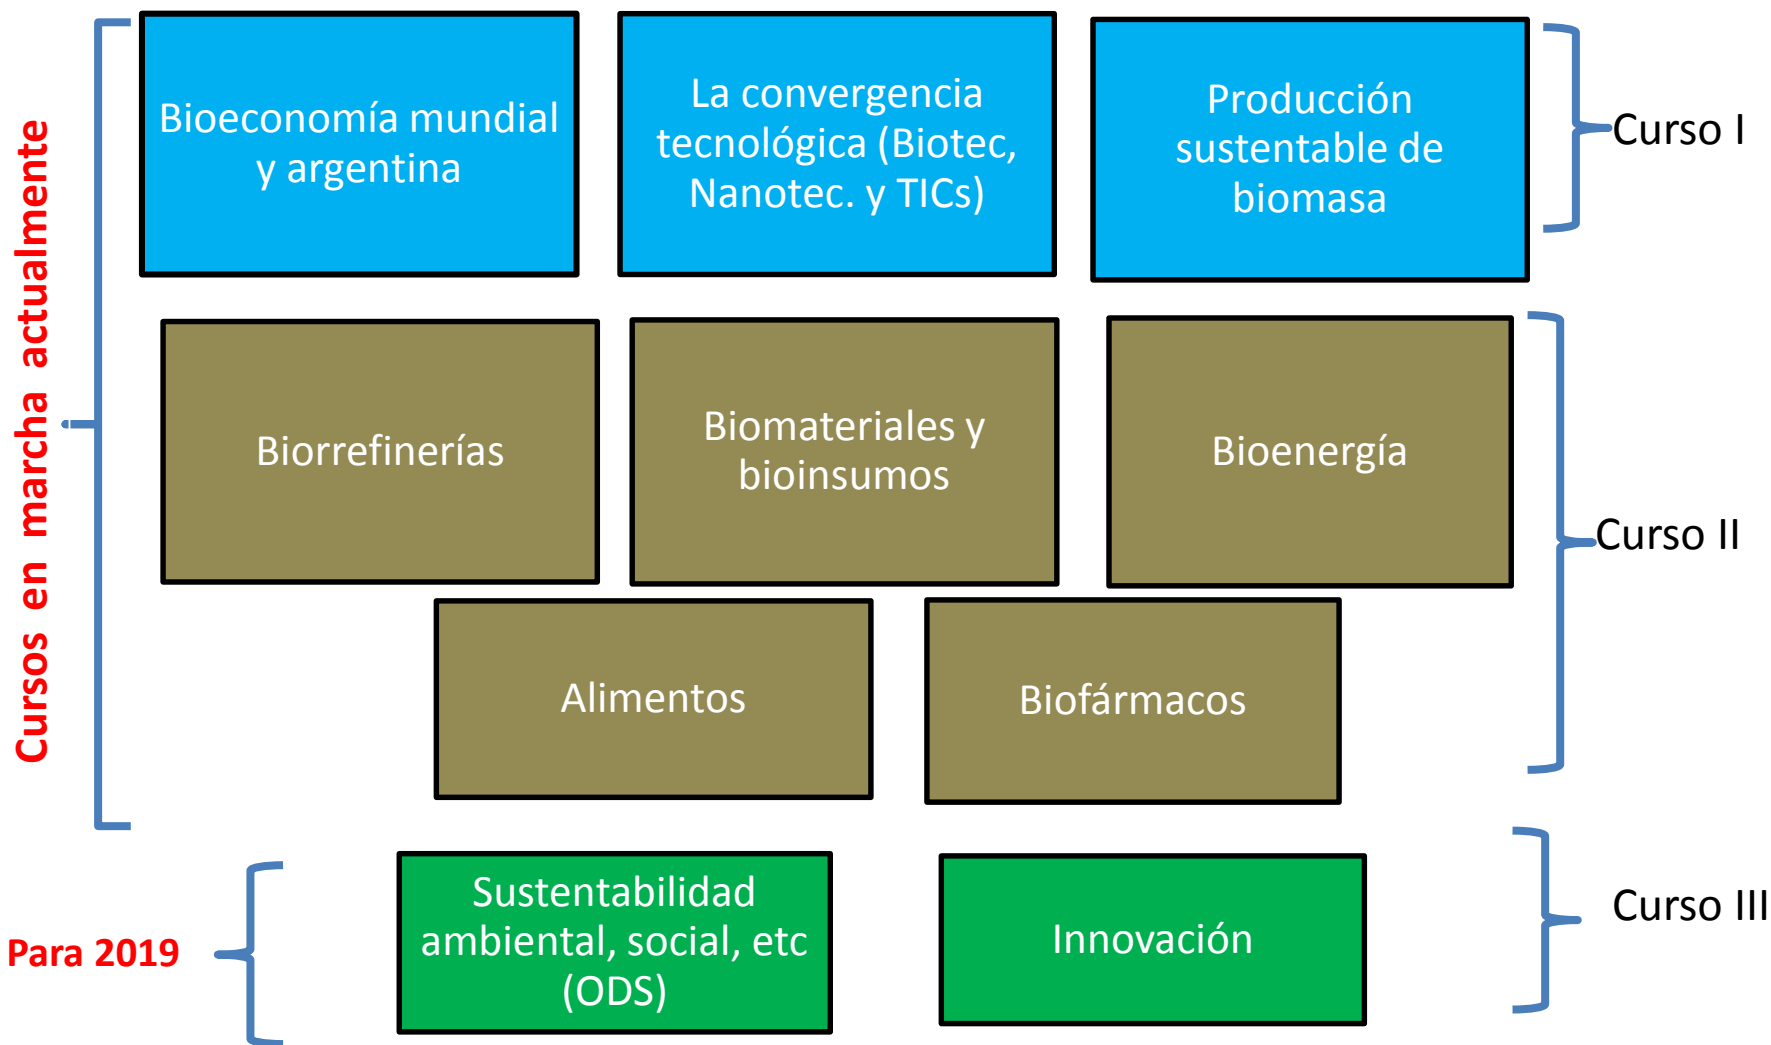 Cursos en marcha actualmente
Bioeconomía mundial
y argentina
La convergencia
tecnológica (Biotec,
Nanotec. y TICs)
Producción
sustentable de
biomasa
Curso I
Biorrefinerías
Biomateriales y
bioinsumos
Bioenergía
Curso II
Alimentos
Biofármacos
Para 2019
Sustentabilidad
ambiental, social, etc
(ODS)
Innovación
Curso III